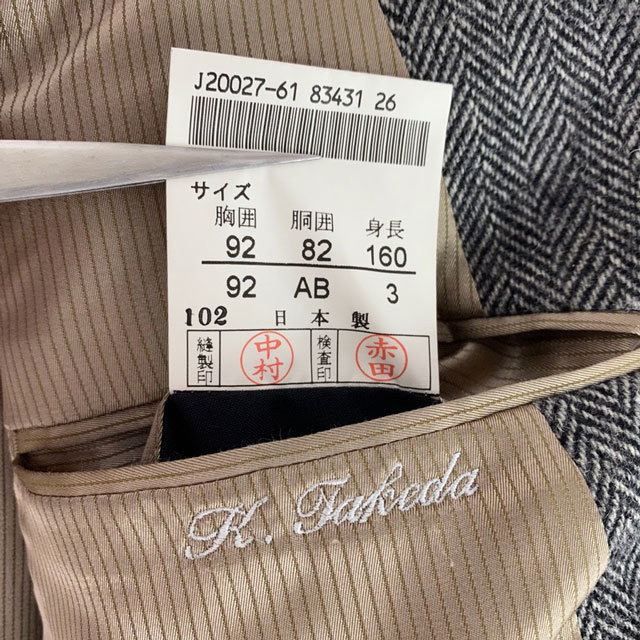 J20027-61 83431 26
サイズ
胸囲 胴囲 身長
92 82 160
92 AB 3
102 日本製
縫製印 中村 検査印 赤田
K. Takeda